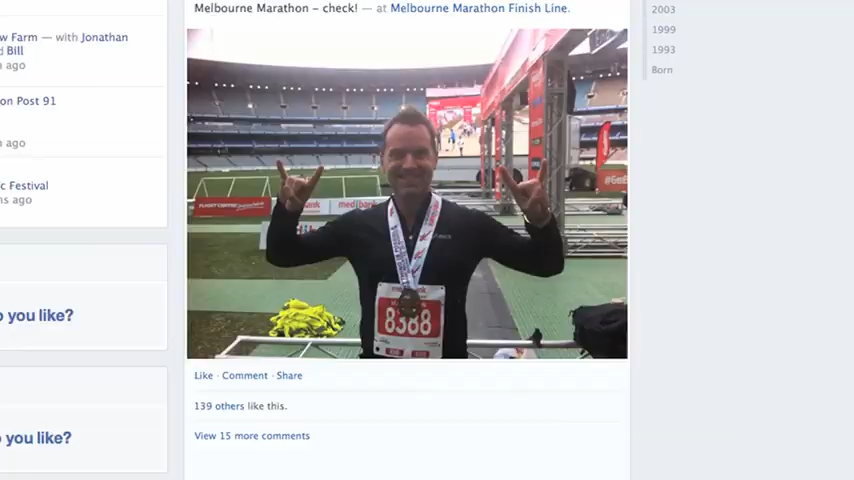 Melbourne Marathon – check! — at Melbourne Marathon Finish Line.
2003
1999
1993
Born
w Farm — with Jonathan
d Bill
ago
on Post 91
ago
c Festival
ns ago
o you like?
o you like?
FLIGHT CENTRE
medibank
8388
Like · Comment · Share
139 others like this.
View 15 more comments